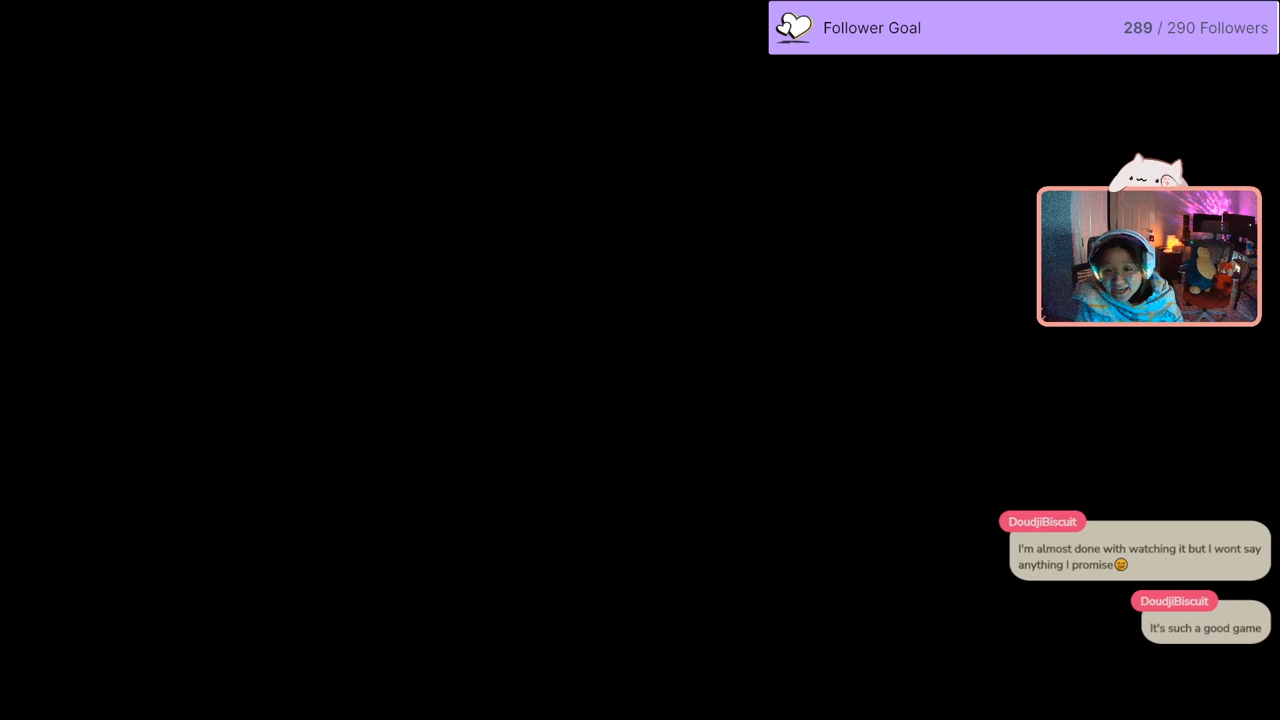 Follower Goal
289 / 290 Followers
DoudjiBiscuit
I'm almost done with watching it but I wont say
anything I promise😄
DoudjiBiscuit
It's such a good game